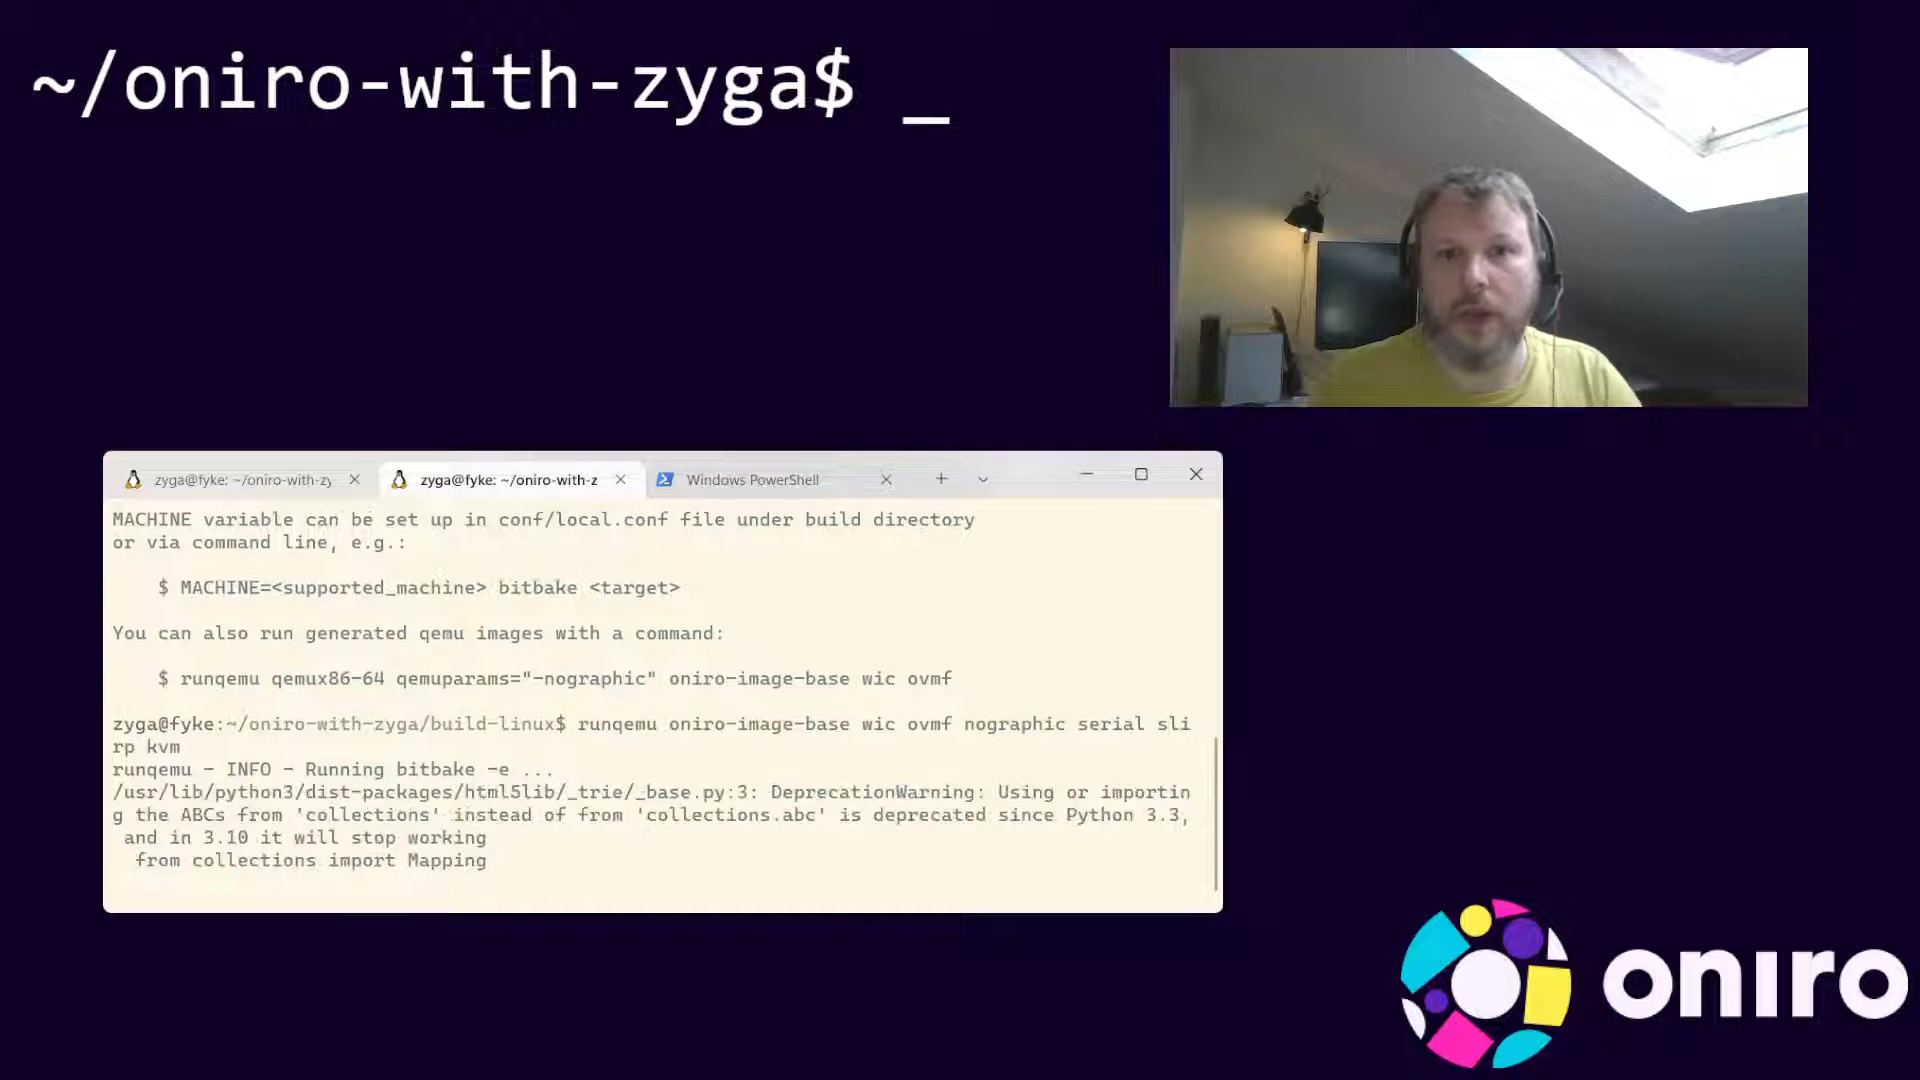 ~/oniro-with-zyga$ _
zyga@fyke: ~/oniro-with-zy
zyga@fyke: ~/oniro-with-z
Windows PowerShell
MACHINE variable can be set up in conf/local.conf file under build directory
or via command line, e.g.:
$ MACHINE=<supported_machine> bitbake <target>
You can also run generated qemu images with a command:
$ runqemu qemux86-64 qemuparams="-nographic" oniro-image-base wic ovmf
zyga@fyke:~/oniro-with-zyga/build-linux$ runqemu oniro-image-base wic ovmf nographic serial sli
rp kvm
runqemu - INFO - Running bitbake -e ...
/usr/lib/python3/dist-packages/html5lib/_trie/_base.py:3: DeprecationWarning: Using or importin
g the ABCs from 'collections' instead of from 'collections.abc' is deprecated since Python 3.3,
and in 3.10 it will stop working
from collections import Mapping
oniro